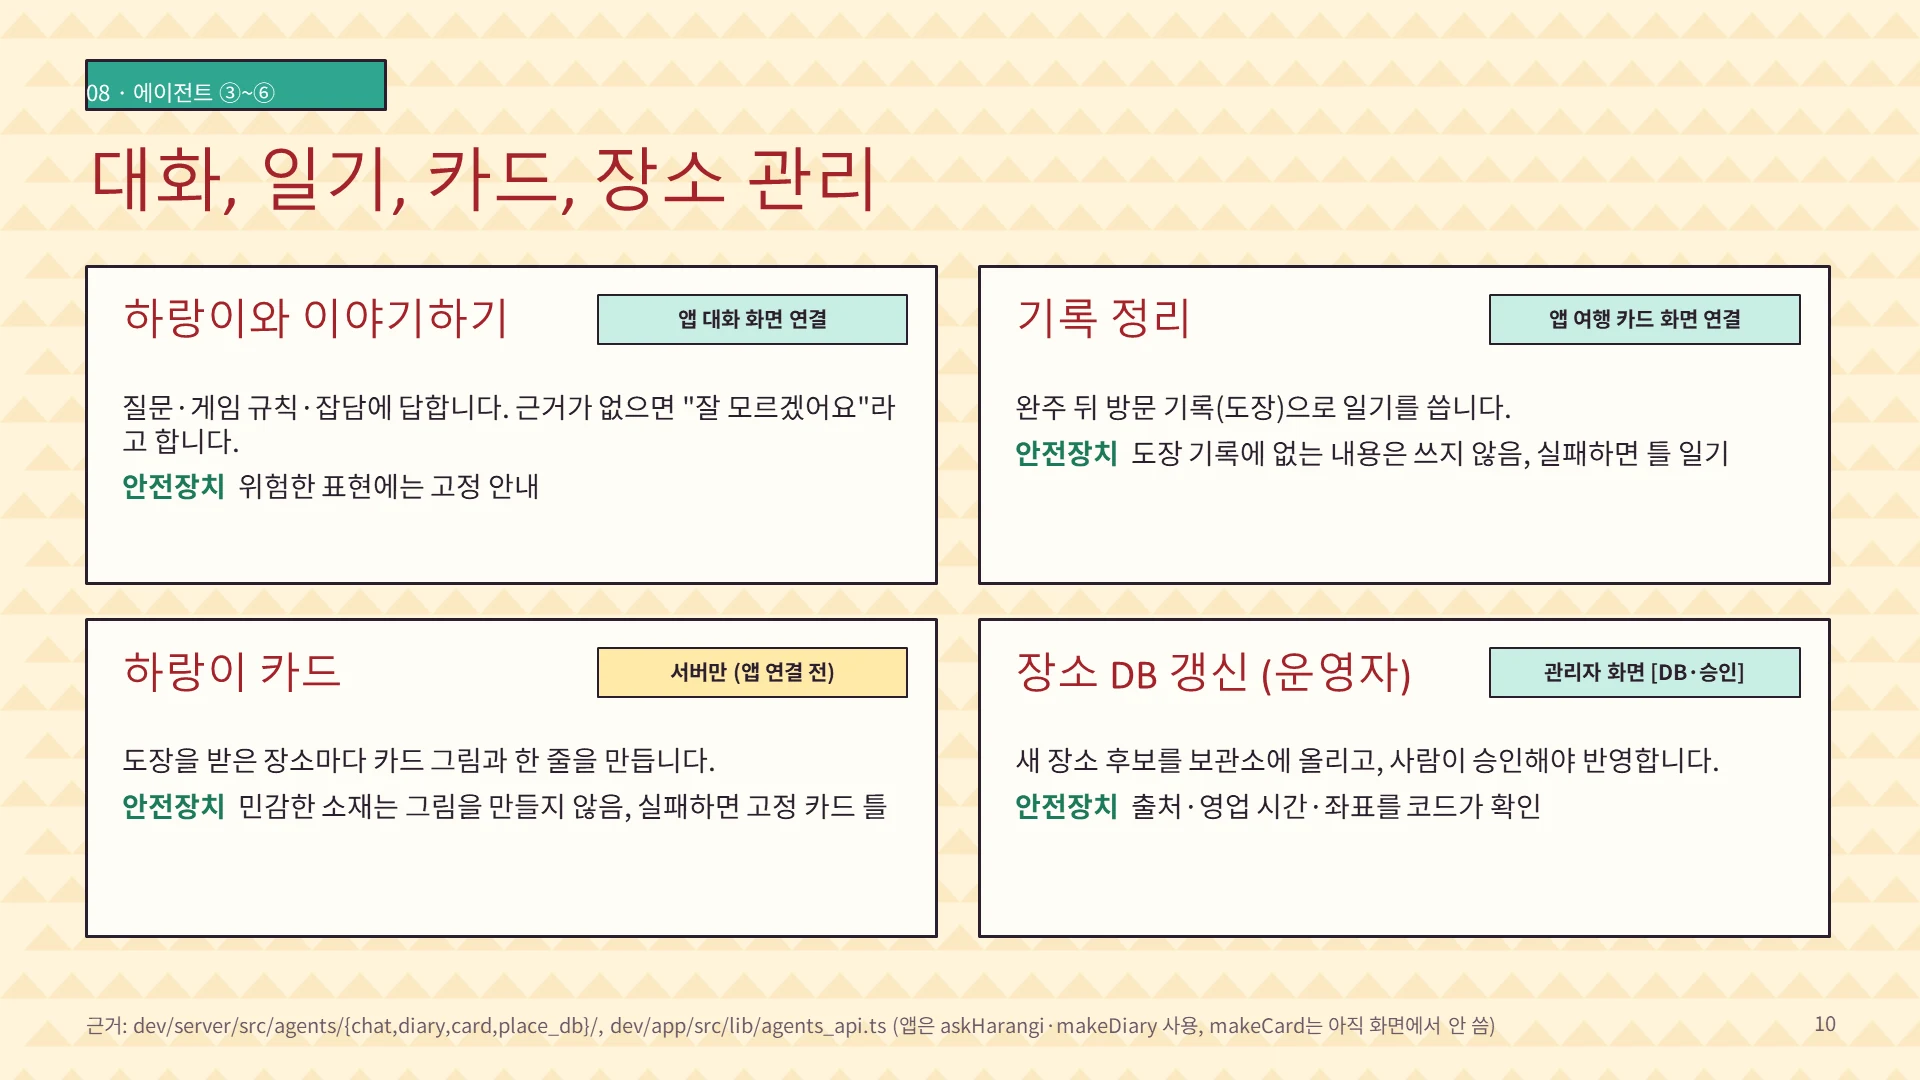 08 · 에이전트 ③~⑥
대화, 일기, 카드, 장소 관리
하랑이와 이야기하기
앱 대화 화면 연결
질문·게임 규칙·잡담에 답합니다. 근거가 없으면 "잘 모르겠어요"라
고 합니다.
안전장치 위험한 표현에는 고정 안내
기록 정리
앱 여행 카드 화면 연결
완주 뒤 방문 기록(도장)으로 일기를 씁니다.
안전장치 도장 기록에 없는 내용은 쓰지 않음, 실패하면 틀 일기
하랑이 카드
서버만 (앱 연결 전)
도장을 받은 장소마다 카드 그림과 한 줄을 만듭니다.
안전장치 민감한 소재는 그림을 만들지 않음, 실패하면 고정 카드 틀
장소 DB 갱신 (운영자)
관리자 화면 [DB·승인]
새 장소 후보를 보관소에 올리고, 사람이 승인해야 반영합니다.
안전장치 출처·영업 시간·좌표를 코드가 확인
근거: dev/server/src/agents/{chat,diary,card,place_db}/, dev/app/src/lib/agents_api.ts (앱은 askHarangi·makeDiary 사용, makeCard는 아직 화면에서 안 씀)
10